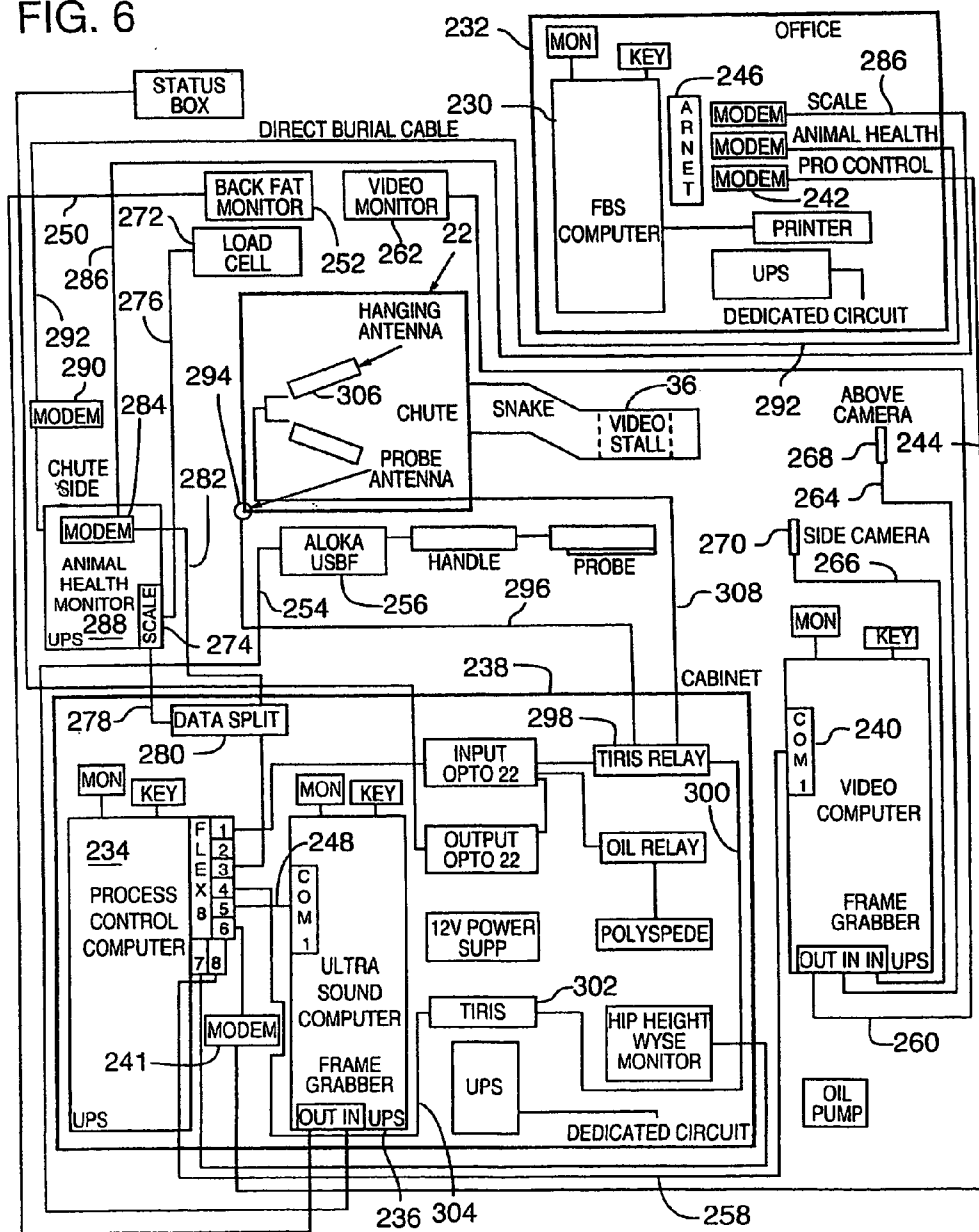 FIG. 6
232
OFFICE
MON
KEY
230
246
286
STATUS
BOX
SCALE
MODEM
ARNET
DIRECT BURIAL CABLE
ANIMAL HEALTH
MODEM
PRO CONTROL
MODEM
242
FBS
COMPUTER
PRINTER
UPS
DEDICATED CIRCUIT
292
250
272
286
276
292
BACK FAT
MONITOR
252
VIDEO
MONITOR
262
22
LOAD
CELL
HANGING
ANTENNA
306
CHUTE
SNAKE
36
VIDEO
STALL
ABOVE
CAMERA
268
244
264
290
MODEM
294
284
PROBE
ANTENNA
CHUTE
SIDE
282
MODEM
ANIMAL
HEALTH
MONITOR
288
UPS
SCALE
274
ALOKA
USBF
HANDLE
PROBE
254
256
296
308
270
SIDE CAMERA
266
MON
KEY
238
CABINET
278
DATA SPLIT
280
298
INPUT
OPTO 22
TIRIS RELAY
300
COM 1
240
VIDEO
COMPUTER
MON
KEY
MON
KEY
234
FLEX 8
1
2
3
4
5
6
7 8
248
COM 1
OUTPUT
OPTO 22
OIL RELAY
PROCESS
CONTROL
COMPUTER
12V POWER
SUPP
POLYSPEDE
FRAME
GRABBER
OUT IN IN UPS
ULTRA
SOUND
COMPUTER
302
TIRIS
HIP HEIGHT
WYSE
MONITOR
260
MODEM
241
FRAME
GRABBER
UPS
OIL
PUMP
UPS
OUT IN UPS
DEDICATED CIRCUIT
236
304
258